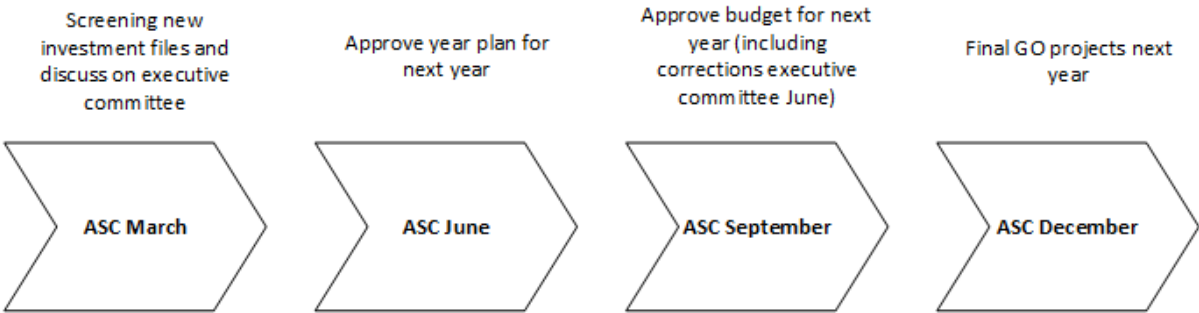 Screening new
investment files and
discuss on executive
committee
Approve year plan for
next year
Approve budget for next
year (including
corrections executive
committee June)
Final GO projects next
year
ASC March
ASC June
ASC September
ASC December